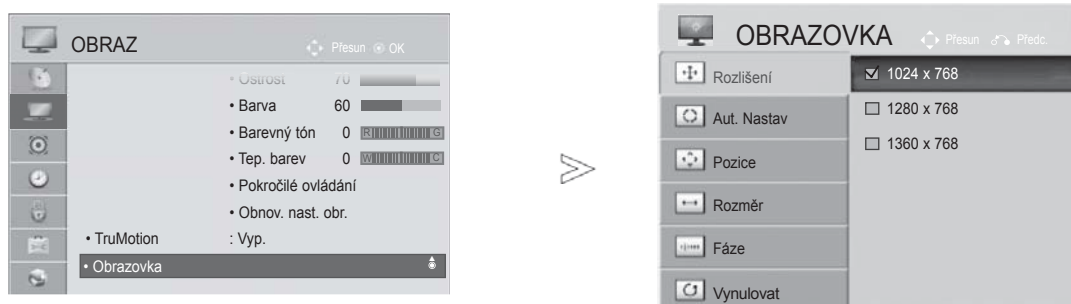 OBRAZ
Přesun OK
• Ostrost 70
• Barva 60
• Barevný tón 0 R G
• Tep. barev 0 W C
• Pokročilé ovládání
• Obnov. nast. obr.
• TruMotion : Vyp.
• Obrazovka
OBRAZOVKA
Přesun Předc.
Rozlišení
Aut. Nastav
Pozice
Rozměr
Fáze
Vynulovat
1024 x 768
1280 x 768
1360 x 768